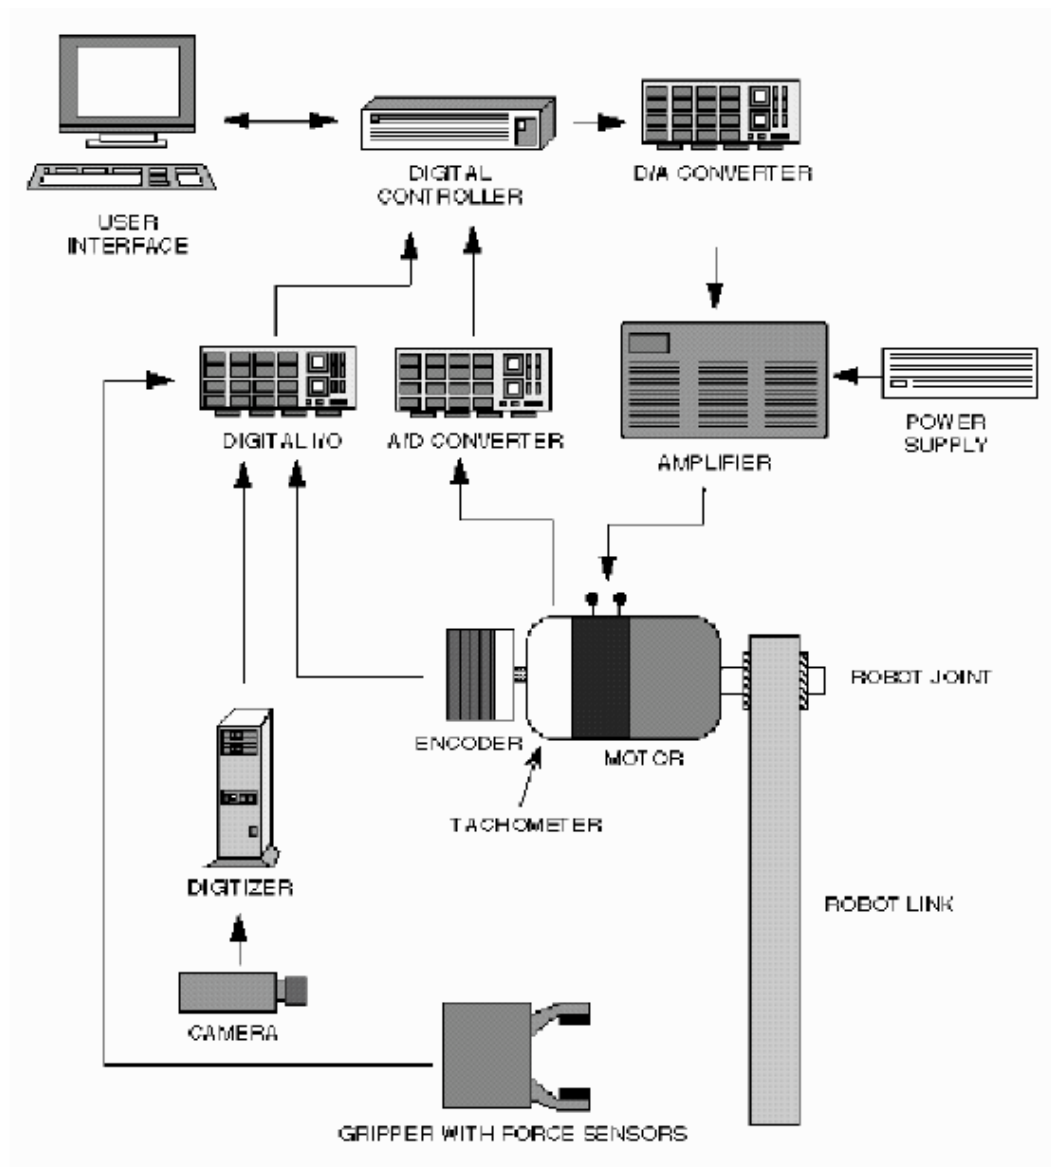 DIGITAL
CONTROLLER
D/A CONVERTER
USER
INTERFACE
DIGITAL I/O
A/D CONVERTER
AMPLIFIER
POWER
SUPPLY
ROBOT JOINT
ENCODER
MOTOR
TACHOMETER
DIGITIZER
ROBOT LINK
CAMERA
GRIPPER WITH FORCE SENSORS